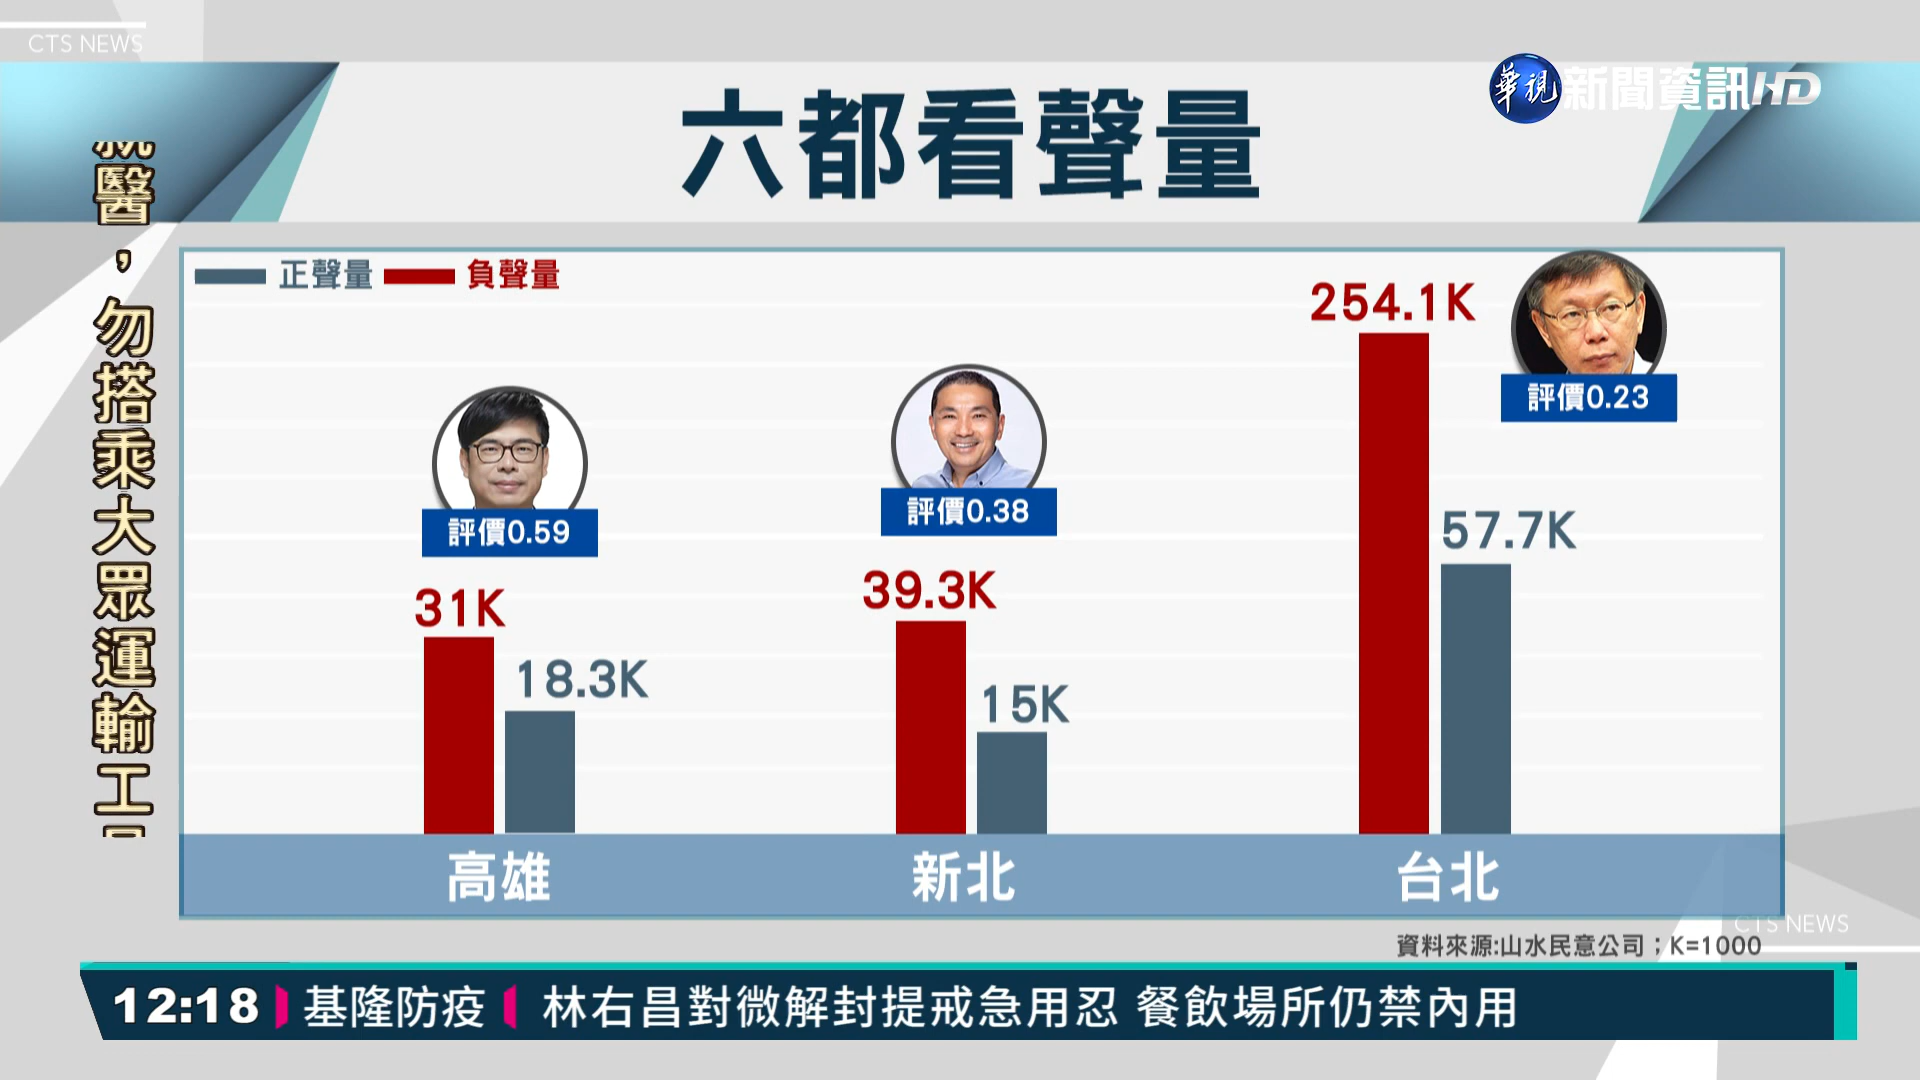 CTS NEWS
華視新聞資訊HD
六都看聲量
正聲量 負聲量
254.1K
評價0.23
評價0.38
評價0.59
57.7K
39.3K
31K
18.3K
15K
高雄 新北 台北
就醫，勿搭乘大眾運輸工具
CTS NEWS
資料來源:山水民意公司；K=1000
12:18 基隆防疫 林右昌對微解封提戒急用忍 餐飲場所仍禁內用